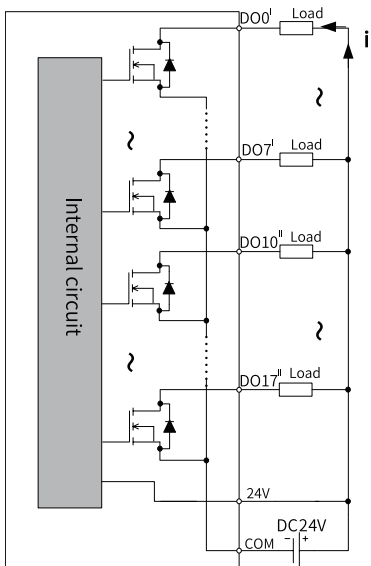 DO0ᴵ Load
i
DO7ᴵ Load
Internal circuit
DO10ᴵᴵ Load
DO17ᴵᴵ Load
24V
DC24V
COM - +